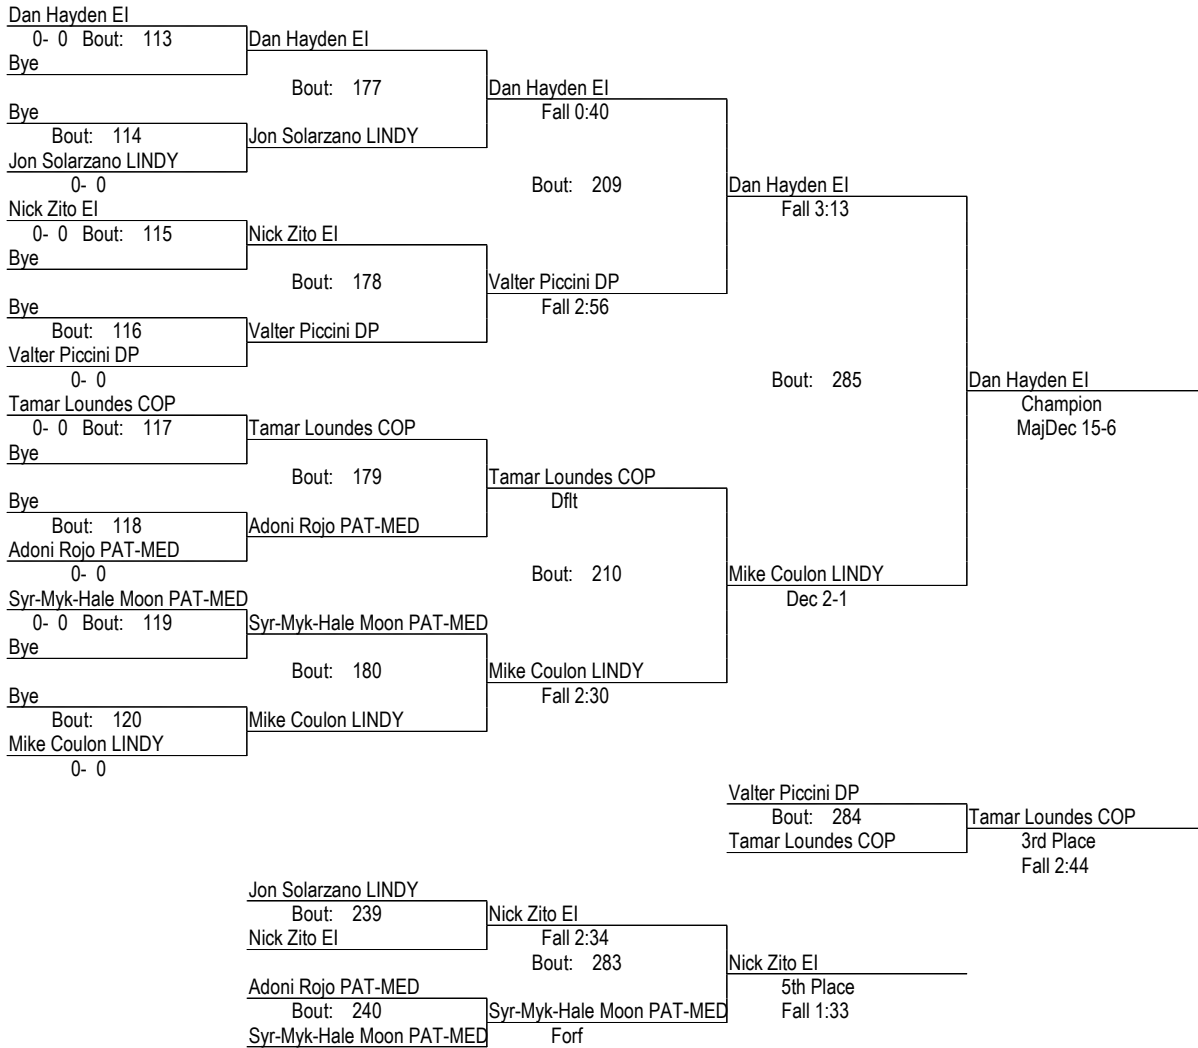 Dan Hayden EI
0- 0 Bout: 113
Dan Hayden EI
Bye
Bout: 177
Dan Hayden EI
Bye
Fall 0:40
Bout: 114
Jon Solarzano LINDY
Jon Solarzano LINDY
0- 0
Bout: 209
Dan Hayden EI
Nick Zito EI
Fall 3:13
0- 0 Bout: 115
Nick Zito EI
Bye
Bout: 178
Valter Piccini DP
Bye
Fall 2:56
Bout: 116
Valter Piccini DP
Valter Piccini DP
0- 0
Bout: 285
Dan Hayden EI
Tamar Loundes COP
Champion
0- 0 Bout: 117
Tamar Loundes COP
MajDec 15-6
Bye
Bout: 179
Tamar Loundes COP
Bye
Dflt
Bout: 118
Adoni Rojo PAT-MED
Adoni Rojo PAT-MED
0- 0
Bout: 210
Mike Coulon LINDY
Syr-Myk-Hale Moon PAT-MED
Dec 2-1
0- 0 Bout: 119
Syr-Myk-Hale Moon PAT-MED
Bye
Bout: 180
Mike Coulon LINDY
Bye
Fall 2:30
Bout: 120
Mike Coulon LINDY
Mike Coulon LINDY
0- 0
Valter Piccini DP
Bout: 284
Tamar Loundes COP
Tamar Loundes COP
3rd Place
Fall 2:44
Jon Solarzano LINDY
Bout: 239
Nick Zito EI
Nick Zito EI
Fall 2:34
Bout: 283
Nick Zito EI
Adoni Rojo PAT-MED
5th Place
Bout: 240
Syr-Myk-Hale Moon PAT-MED
Fall 1:33
Syr-Myk-Hale Moon PAT-MED
Forf